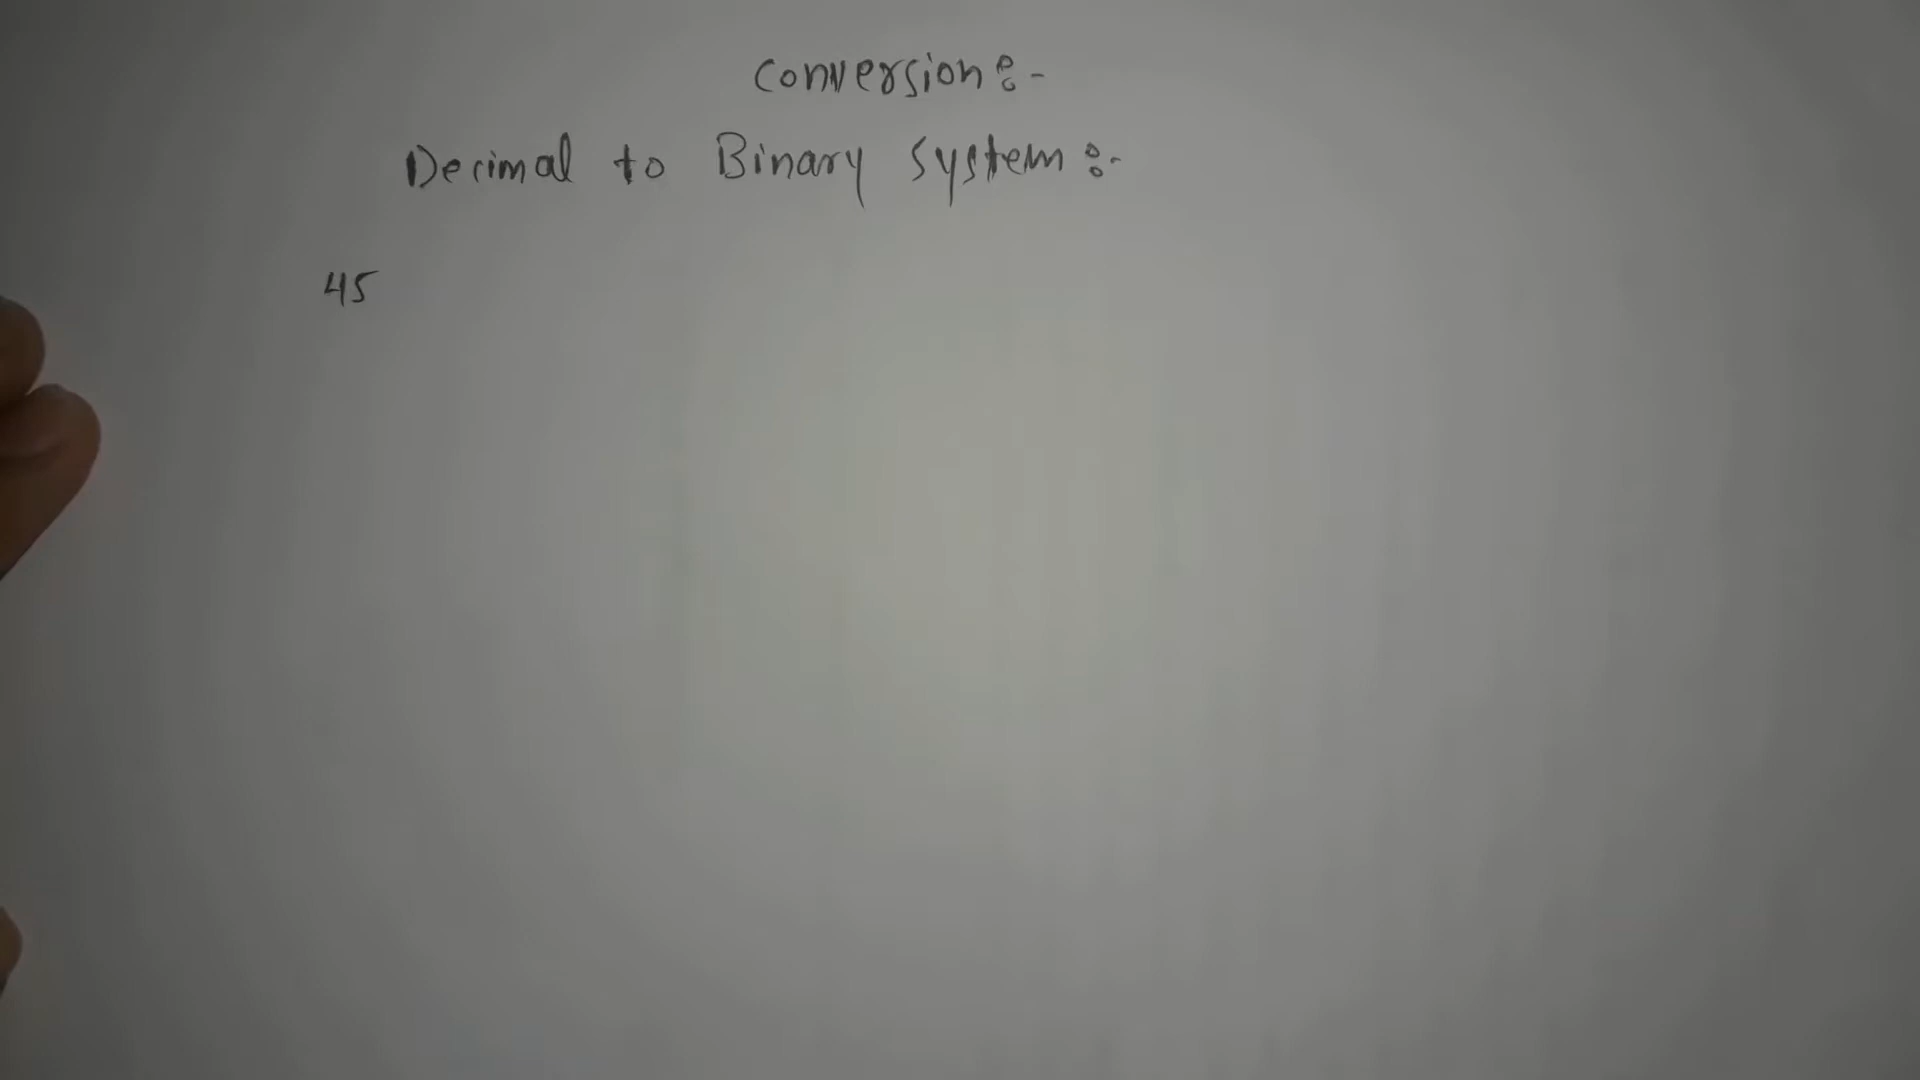 Conversion:-
Decimal to Binary System:-
45